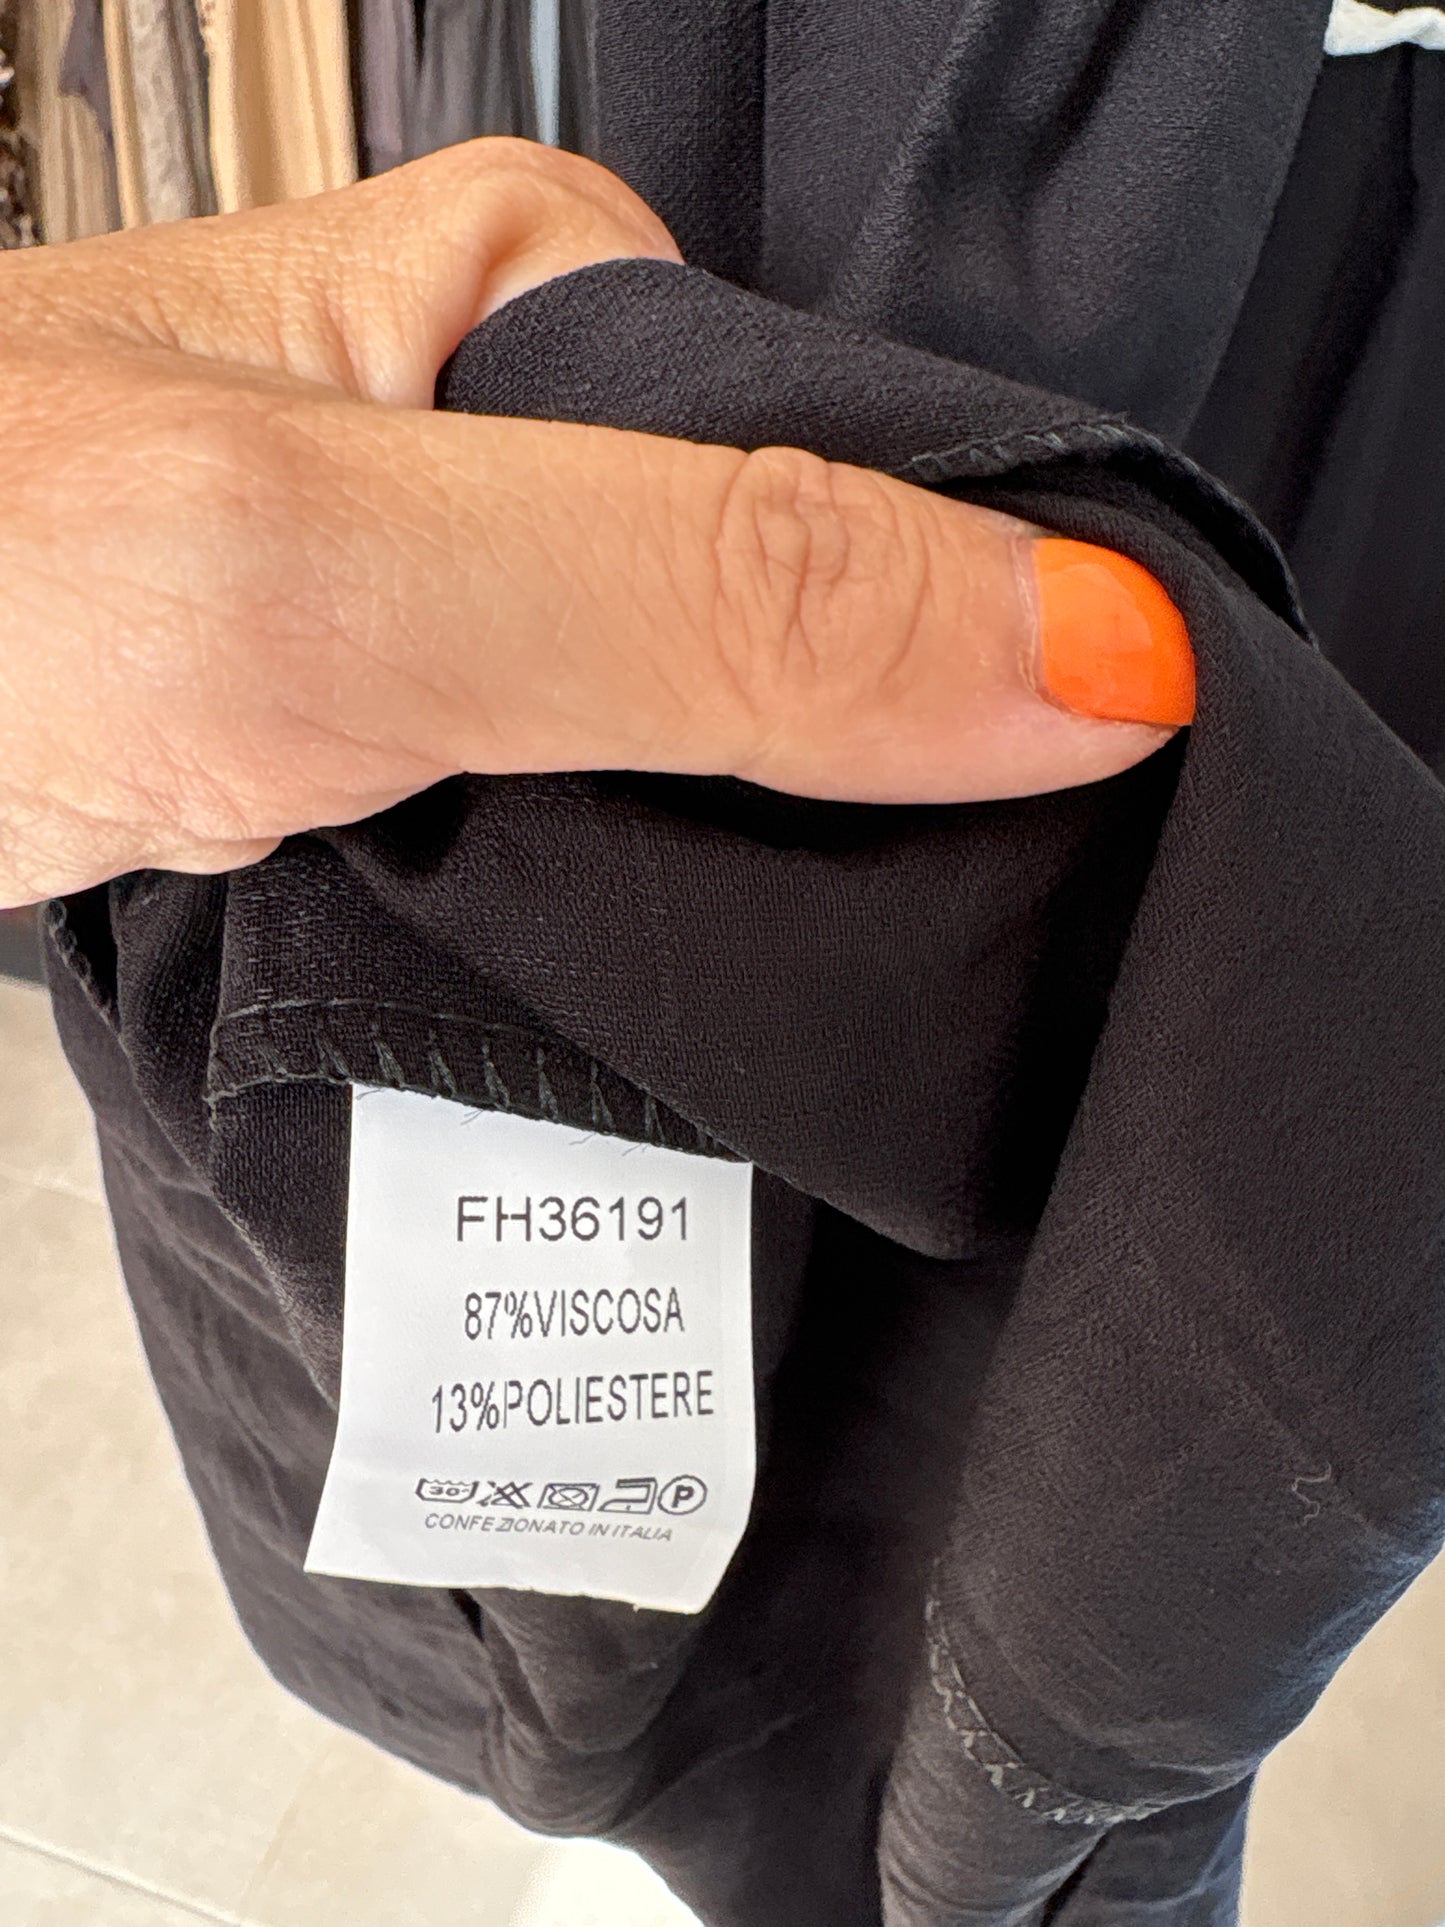 FH36191
87%VISCOSA
13%POLIESTERE
30° P
CONFEZIONATO IN ITALIA